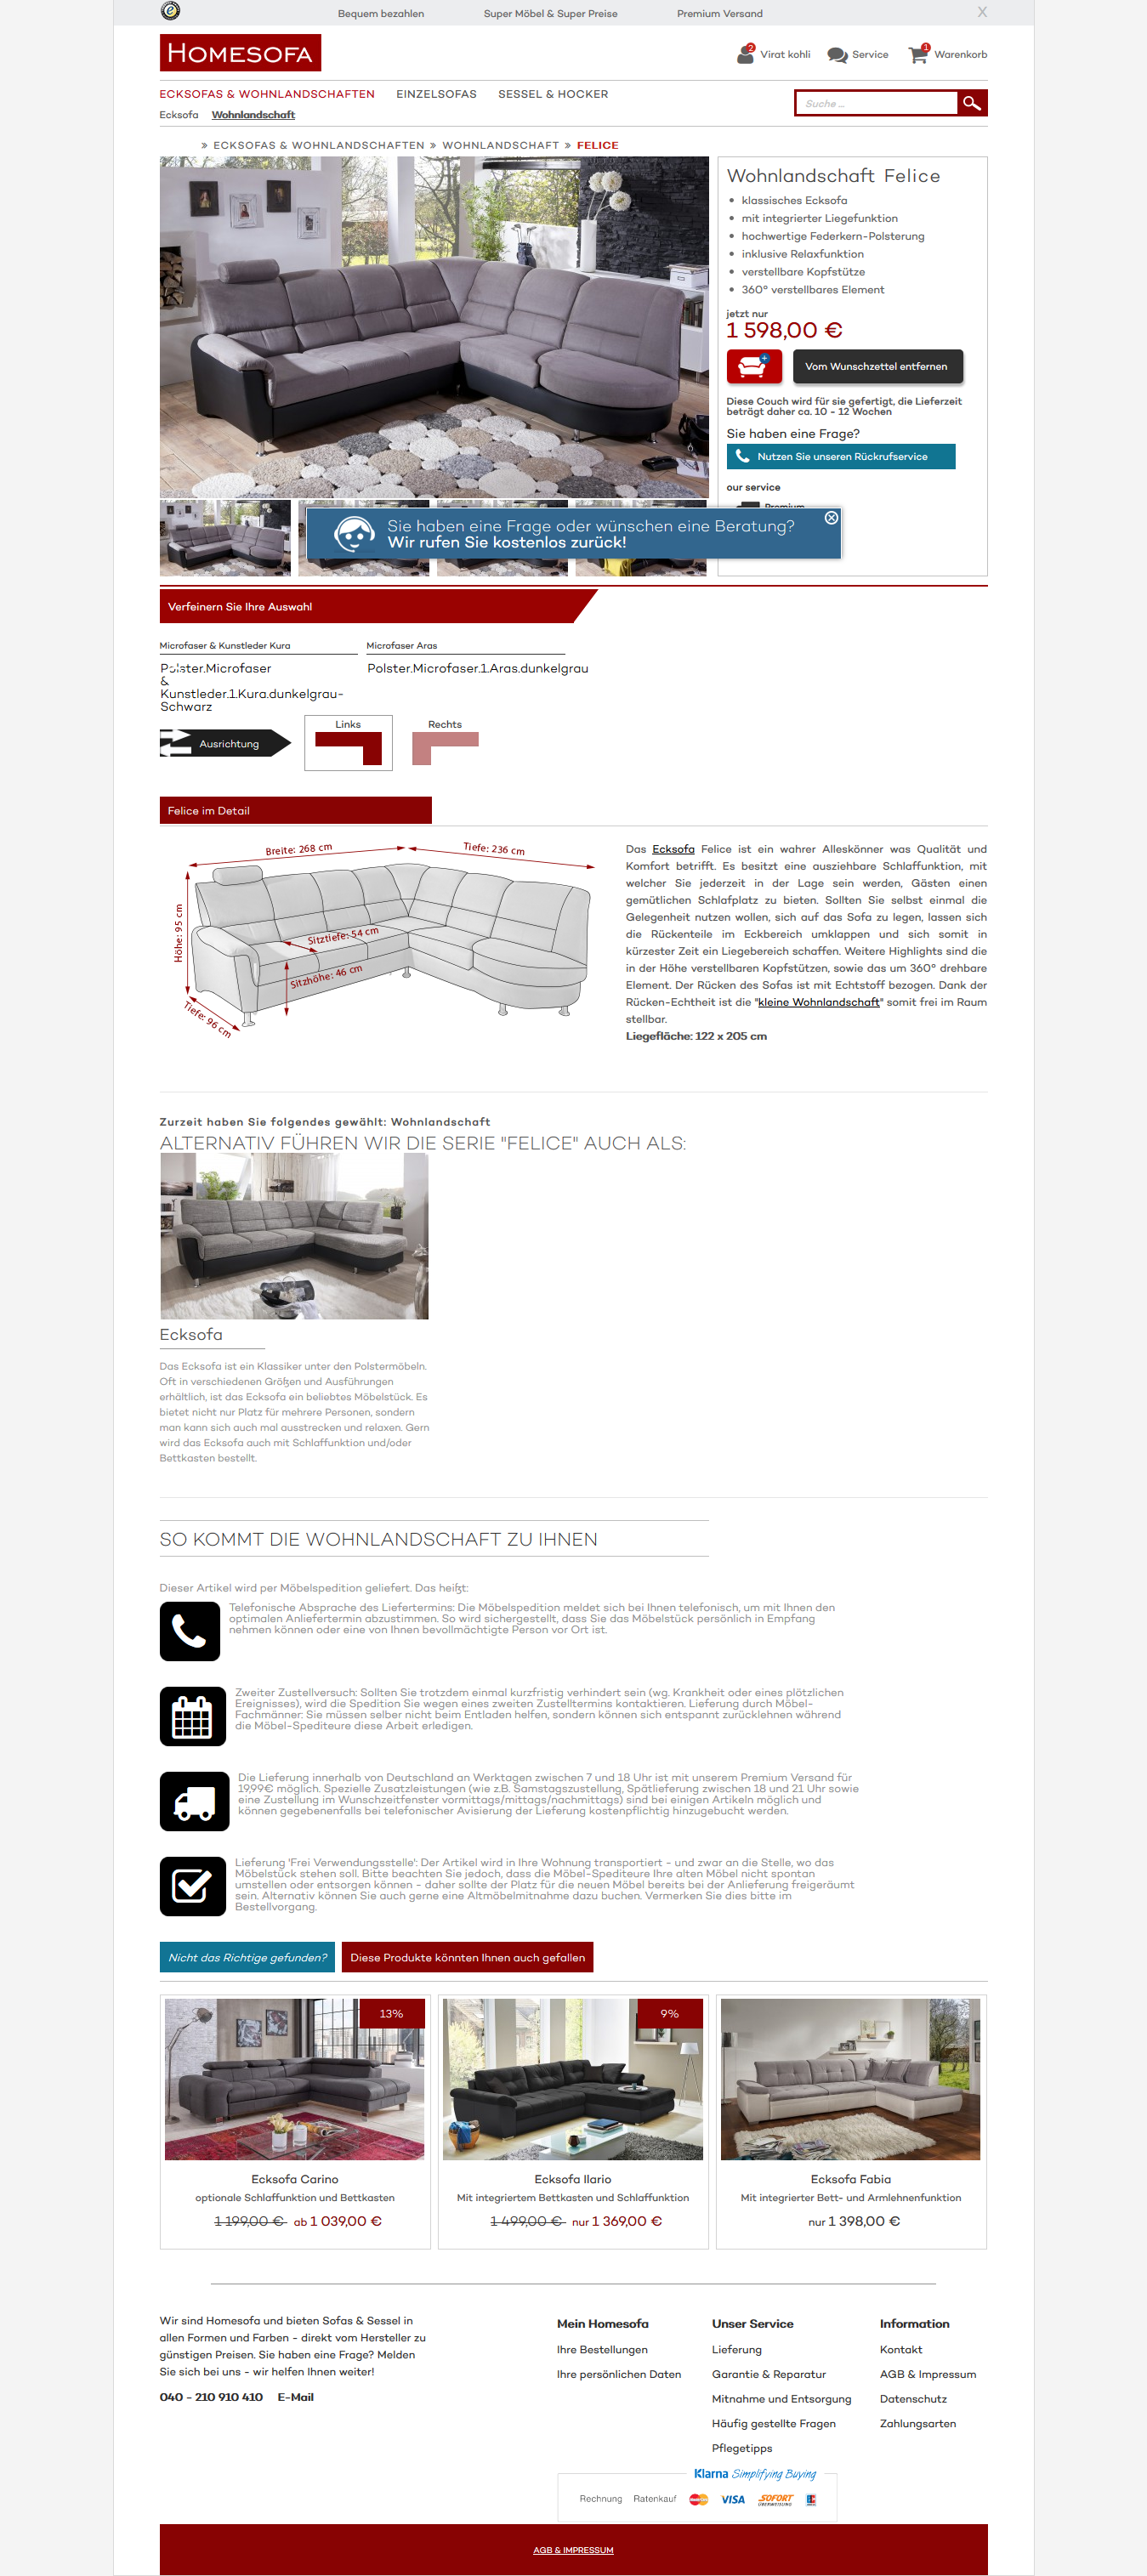 Bequem bezahlen Super Möbel & Super Preise Premium Versand X
HOMESOFA
2 Virat kohli Service 1 Warenkorb
ECKSOFAS & WOHNLANDSCHAFTEN EINZELSOFAS SESSEL & HOCKER
Suche ...
Ecksofa Wohnlandschaft
» ECKSOFAS & WOHNLANDSCHAFTEN » WOHNLANDSCHAFT » FELICE
Wohnlandschaft Felice
• klassisches Ecksofa
• mit integrierter Liegefunktion
• hochwertige Federkern-Polsterung
• inklusive Relaxfunktion
• verstellbare Kopfstütze
• 360° verstellbares Element
jetzt nur
1 598,00 €
Vom Wunschzettel entfernen
Diese Couch wird für sie gefertigt, die Lieferzeit
beträgt daher ca. 10 - 12 Wochen
Sie haben eine Frage?
Nutzen Sie unseren Rückrufservice
our service
Premium
Sie haben eine Frage oder wünschen eine Beratung?
Wir rufen Sie kostenlos zurück!
Verfeinern Sie Ihre Auswahl
Microfaser & Kunstleder Kura Microfaser Aras
Polster.Microfaser Polster.Microfaser.1.Aras.dunkelgrau
&
Kunstleder.1.Kura.dunkelgrau-
Schwarz
Ausrichtung Links Rechts
Felice im Detail
Breite: 268 cm
Tiefe: 236 cm
Höhe: 95 cm
Sitztiefe: 54 cm
Sitzhöhe: 46 cm
Tiefe: 96 cm
Das Ecksofa Felice ist ein wahrer Alleskönner was Qualität und
Komfort betrifft. Es besitzt eine ausziehbare Schlaffunktion, mit
welcher Sie jederzeit in der Lage sein werden, Gästen einen
gemütlichen Schlafplatz zu bieten. Sollten Sie selbst einmal die
Gelegenheit nutzen wollen, sich auf das Sofa zu legen, lassen sich
die Rückenteile im Eckbereich umklappen und sich somit in
kürzester Zeit ein Liegebereich schaffen. Weitere Highlights sind die
in der Höhe verstellbaren Kopfstützen, sowie das um 360° drehbare
Element. Der Rücken des Sofas ist mit Echtstoff bezogen. Dank der
Rücken-Echtheit ist die "kleine Wohnlandschaft" somit frei im Raum
stellbar.
Liegefläche: 122 x 205 cm
Zurzeit haben Sie folgendes gewählt: Wohnlandschaft
ALTERNATIV FÜHREN WIR DIE SERIE "FELICE" AUCH ALS:
Ecksofa
Das Ecksofa ist ein Klassiker unter den Polstermöbeln.
Oft in verschiedenen Größen und Ausführungen
erhältlich, ist das Ecksofa ein beliebtes Möbelstück. Es
bietet nicht nur Platz für mehrere Personen, sondern
man kann sich auch mal ausstrecken und relaxen. Gern
wird das Ecksofa auch mit Schlaffunktion und/oder
Bettkasten bestellt.
SO KOMMT DIE WOHNLANDSCHAFT ZU IHNEN
Dieser Artikel wird per Möbelspedition geliefert. Das heißt:
Telefonische Absprache des Liefertermins: Die Möbelspedition meldet sich bei Ihnen telefonisch, um mit Ihnen den
optimalen Anliefertermin abzustimmen. So wird sichergestellt, dass Sie das Möbelstück persönlich in Empfang
nehmen können oder eine von Ihnen bevollmächtigte Person vor Ort ist.
Zweiter Zustellversuch: Sollten Sie trotzdem einmal kurzfristig verhindert sein (wg. Krankheit oder eines plötzlichen
Ereignisses), wird die Spedition Sie wegen eines zweiten Zustelltermins kontaktieren. Lieferung durch Möbel-
Fachmänner: Sie müssen selber nicht beim Entladen helfen, sondern können sich entspannt zurücklehnen während
die Möbel-Spediteure diese Arbeit erledigen.
Die Lieferung innerhalb von Deutschland an Werktagen zwischen 7 und 18 Uhr ist mit unserem Premium Versand für
19,99€ möglich. Spezielle Zusatzleistungen (wie z.B. Samstagszustellung, Spätlieferung zwischen 18 und 21 Uhr sowie
eine Zustellung im Wunschzeitfenster vormittags/mittags/nachmittags) sind bei einigen Artikeln möglich und
können gegebenenfalls bei telefonischer Avisierung der Lieferung kostenpflichtig hinzugebucht werden.
Lieferung 'Frei Verwendungsstelle': Der Artikel wird in Ihre Wohnung transportiert - und zwar an die Stelle, wo das
Möbelstück stehen soll. Bitte beachten Sie jedoch, dass die Möbel-Spediteure Ihre alten Möbel nicht spontan
umstellen oder entsorgen können - daher sollte der Platz für die neuen Möbel bereits bei der Anlieferung freigeräumt
sein. Alternativ können Sie auch gerne eine Altmöbelmitnahme dazu buchen. Vermerken Sie dies bitte im
Bestellvorgang.
Nicht das Richtige gefunden? Diese Produkte könnten Ihnen auch gefallen
13% 9%
Ecksofa Carino Ecksofa Ilario Ecksofa Fabia
optionale Schlaffunktion und Bettkasten Mit integriertem Bettkasten und Schlaffunktion Mit integrierter Bett- und Armlehnenfunktion
1 199,00 € ab 1 039,00 € 1 499,00 € nur 1 369,00 € nur 1 398,00 €
Wir sind Homesofa und bieten Sofas & Sessel in
allen Formen und Farben - direkt vom Hersteller zu
günstigen Preisen. Sie haben eine Frage? Melden
Sie sich bei uns - wir helfen Ihnen weiter!
040 - 210 910 410 E-Mail
Mein Homesofa Unser Service Information
Ihre Bestellungen Lieferung Kontakt
Ihre persönlichen Daten Garantie & Reparatur AGB & Impressum
Mitnahme und Entsorgung Datenschutz
Häufig gestellte Fragen Zahlungsarten
Pflegetipps
Klarna Simplifying Buying
Rechnung Ratenkauf MasterCard VISA SOFORT ÜBERWEISUNG
AGB & IMPRESSUM